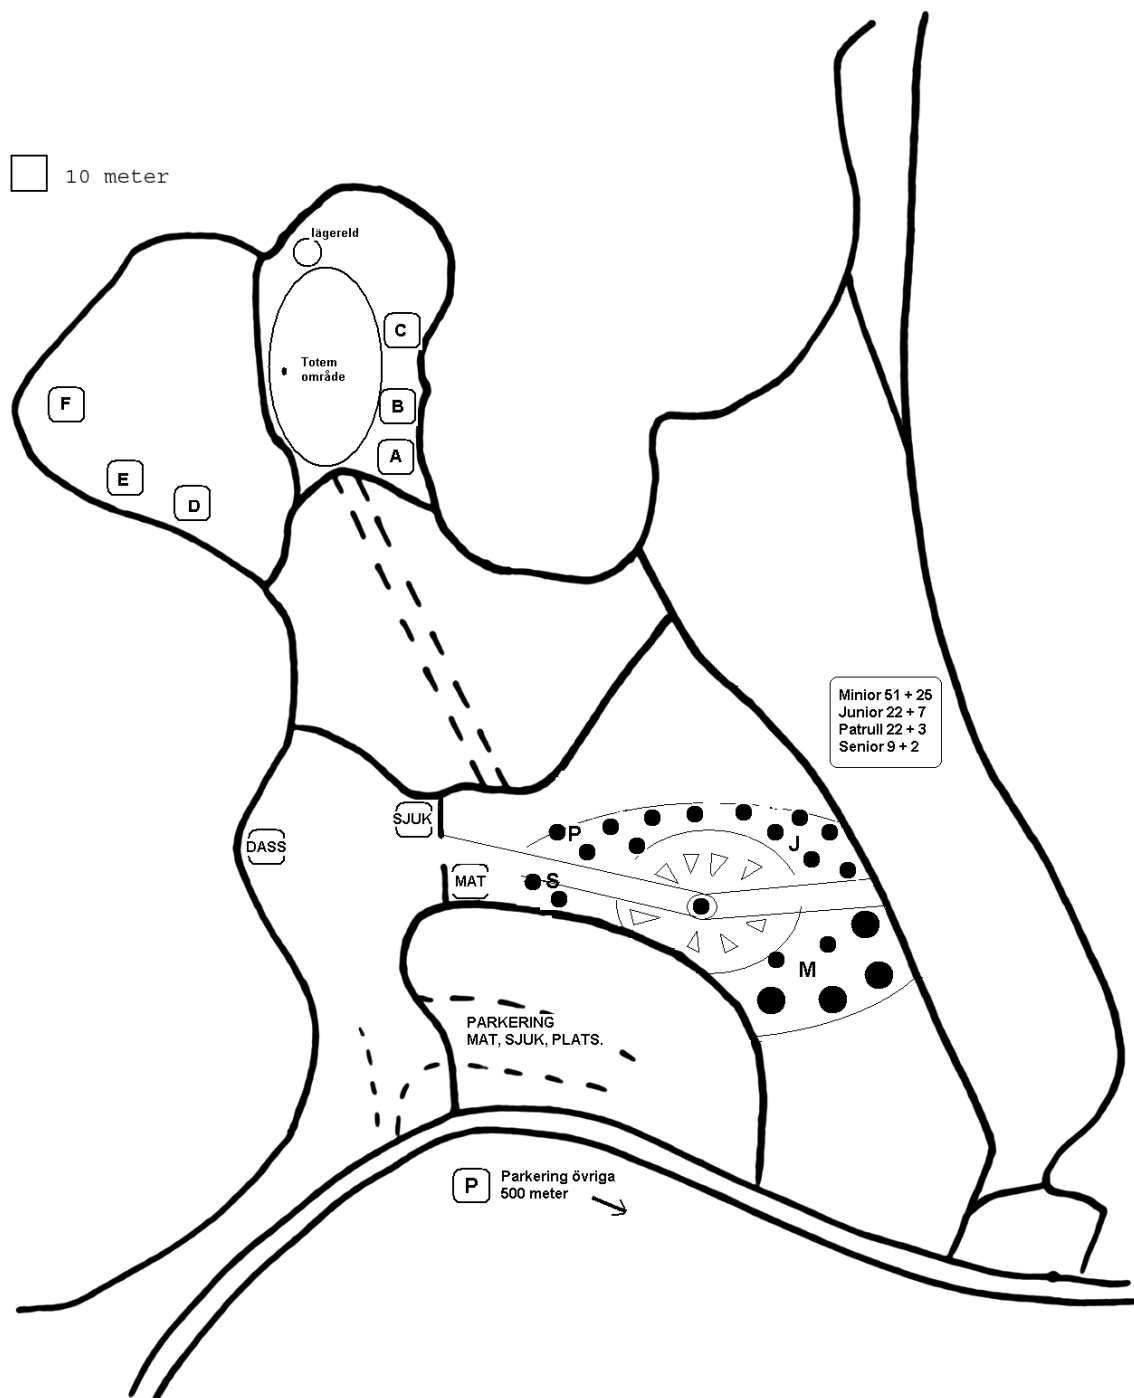 10 meter
lägereld
C
Totem
område
F
B
A
E
D
Minior 51 + 25
Junior 22 + 7
Patrull 22 + 3
Senior 9 + 2
SJUK
P
J
DASS
MAT
S
M
PARKERING
MAT, SJUK, PLATS.
P
Parkering övriga
500 meter